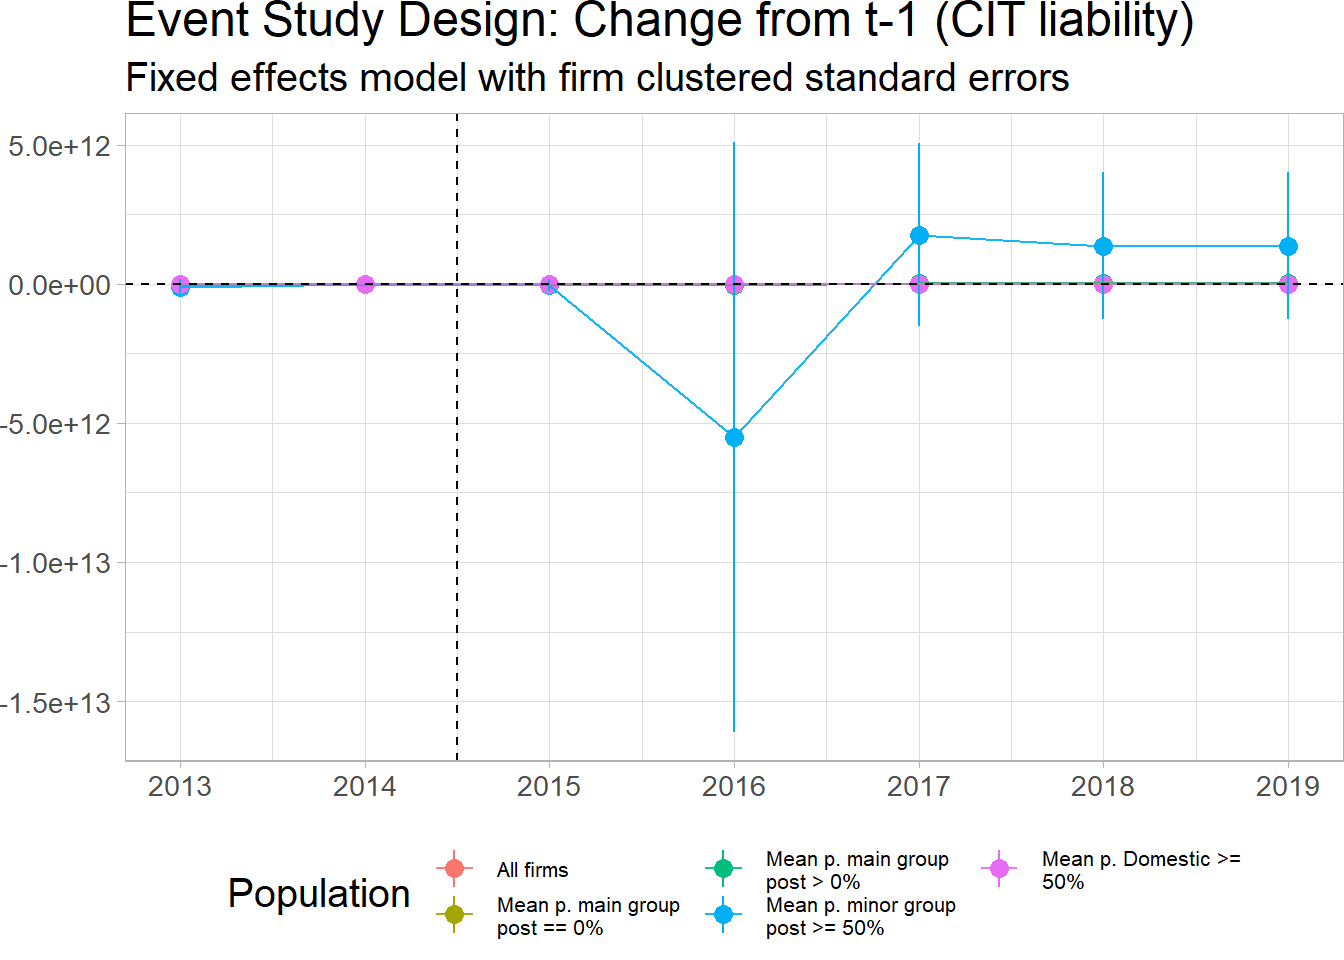 Event Study Design: Change from t-1 (CIT liability)
Fixed effects model with firm clustered standard errors
5.0e+12
0.0e+00
-5.0e+12
-1.0e+13
-1.5e+13
2013 2014 2015 2016 2017 2018 2019
Population
All firms
Mean p. main group
post == 0%
Mean p. main group
post > 0%
Mean p. minor group
post >= 50%
Mean p. Domestic >=
50%